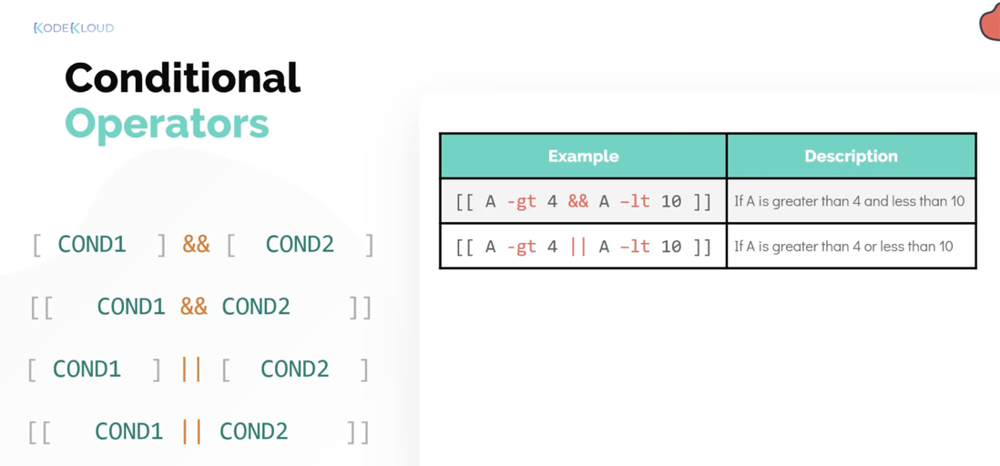 KODEKLOUD
Conditional
Operators
[ COND1 ] && [ COND2 ]
[[ COND1 && COND2 ]]
[ COND1 ] || [ COND2 ]
[[ COND1 || COND2 ]]
Example Description
[[ A -gt 4 && A –lt 10 ]] If A is greater than 4 and less than 10
[[ A -gt 4 || A –lt 10 ]] If A is greater than 4 or less than 10